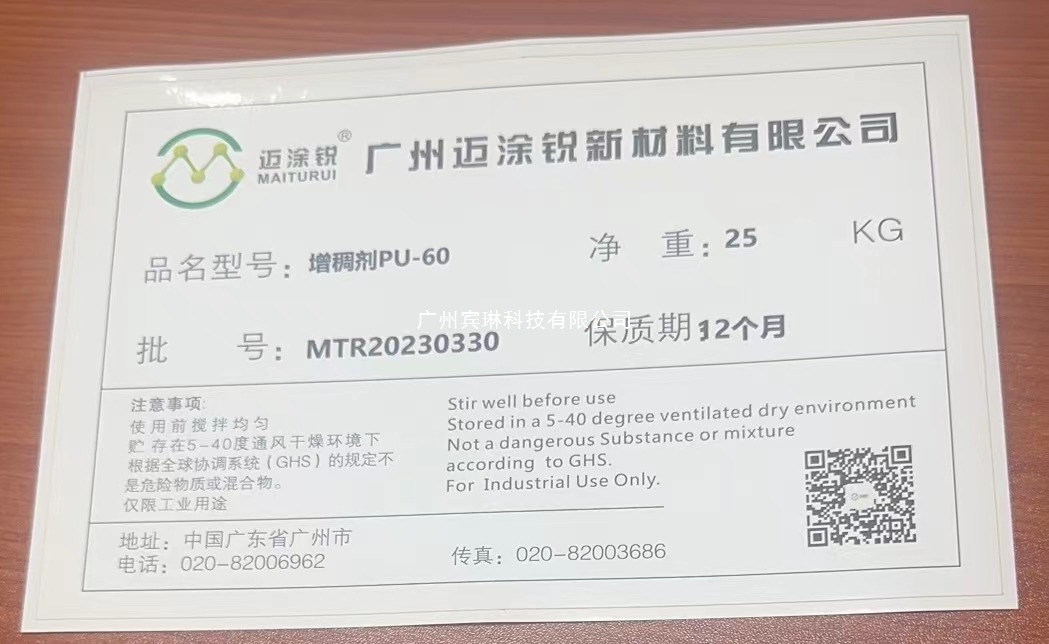 迈涂锐®
MAITURUI
广州迈涂锐新材料有限公司
品名型号：增稠剂PU-60
净 重：25 KG
广州宾琳科技有限公司
批 号：MTR20230330
保质期：12个月
注意事项:
使用前搅拌均匀
贮 存在5-40度通风干燥环境下
根据全球协调系统（GHS）的规定不
是危险物质或混合物。
仅限工业用途
Stir well before use
Stored in a 5-40 degree ventilated dry environment
Not a dangerous Substance or mixture
according to GHS.
For Industrial Use Only.
地址：中国广东省广州市
电话：020-82006962
传真：020-82003686